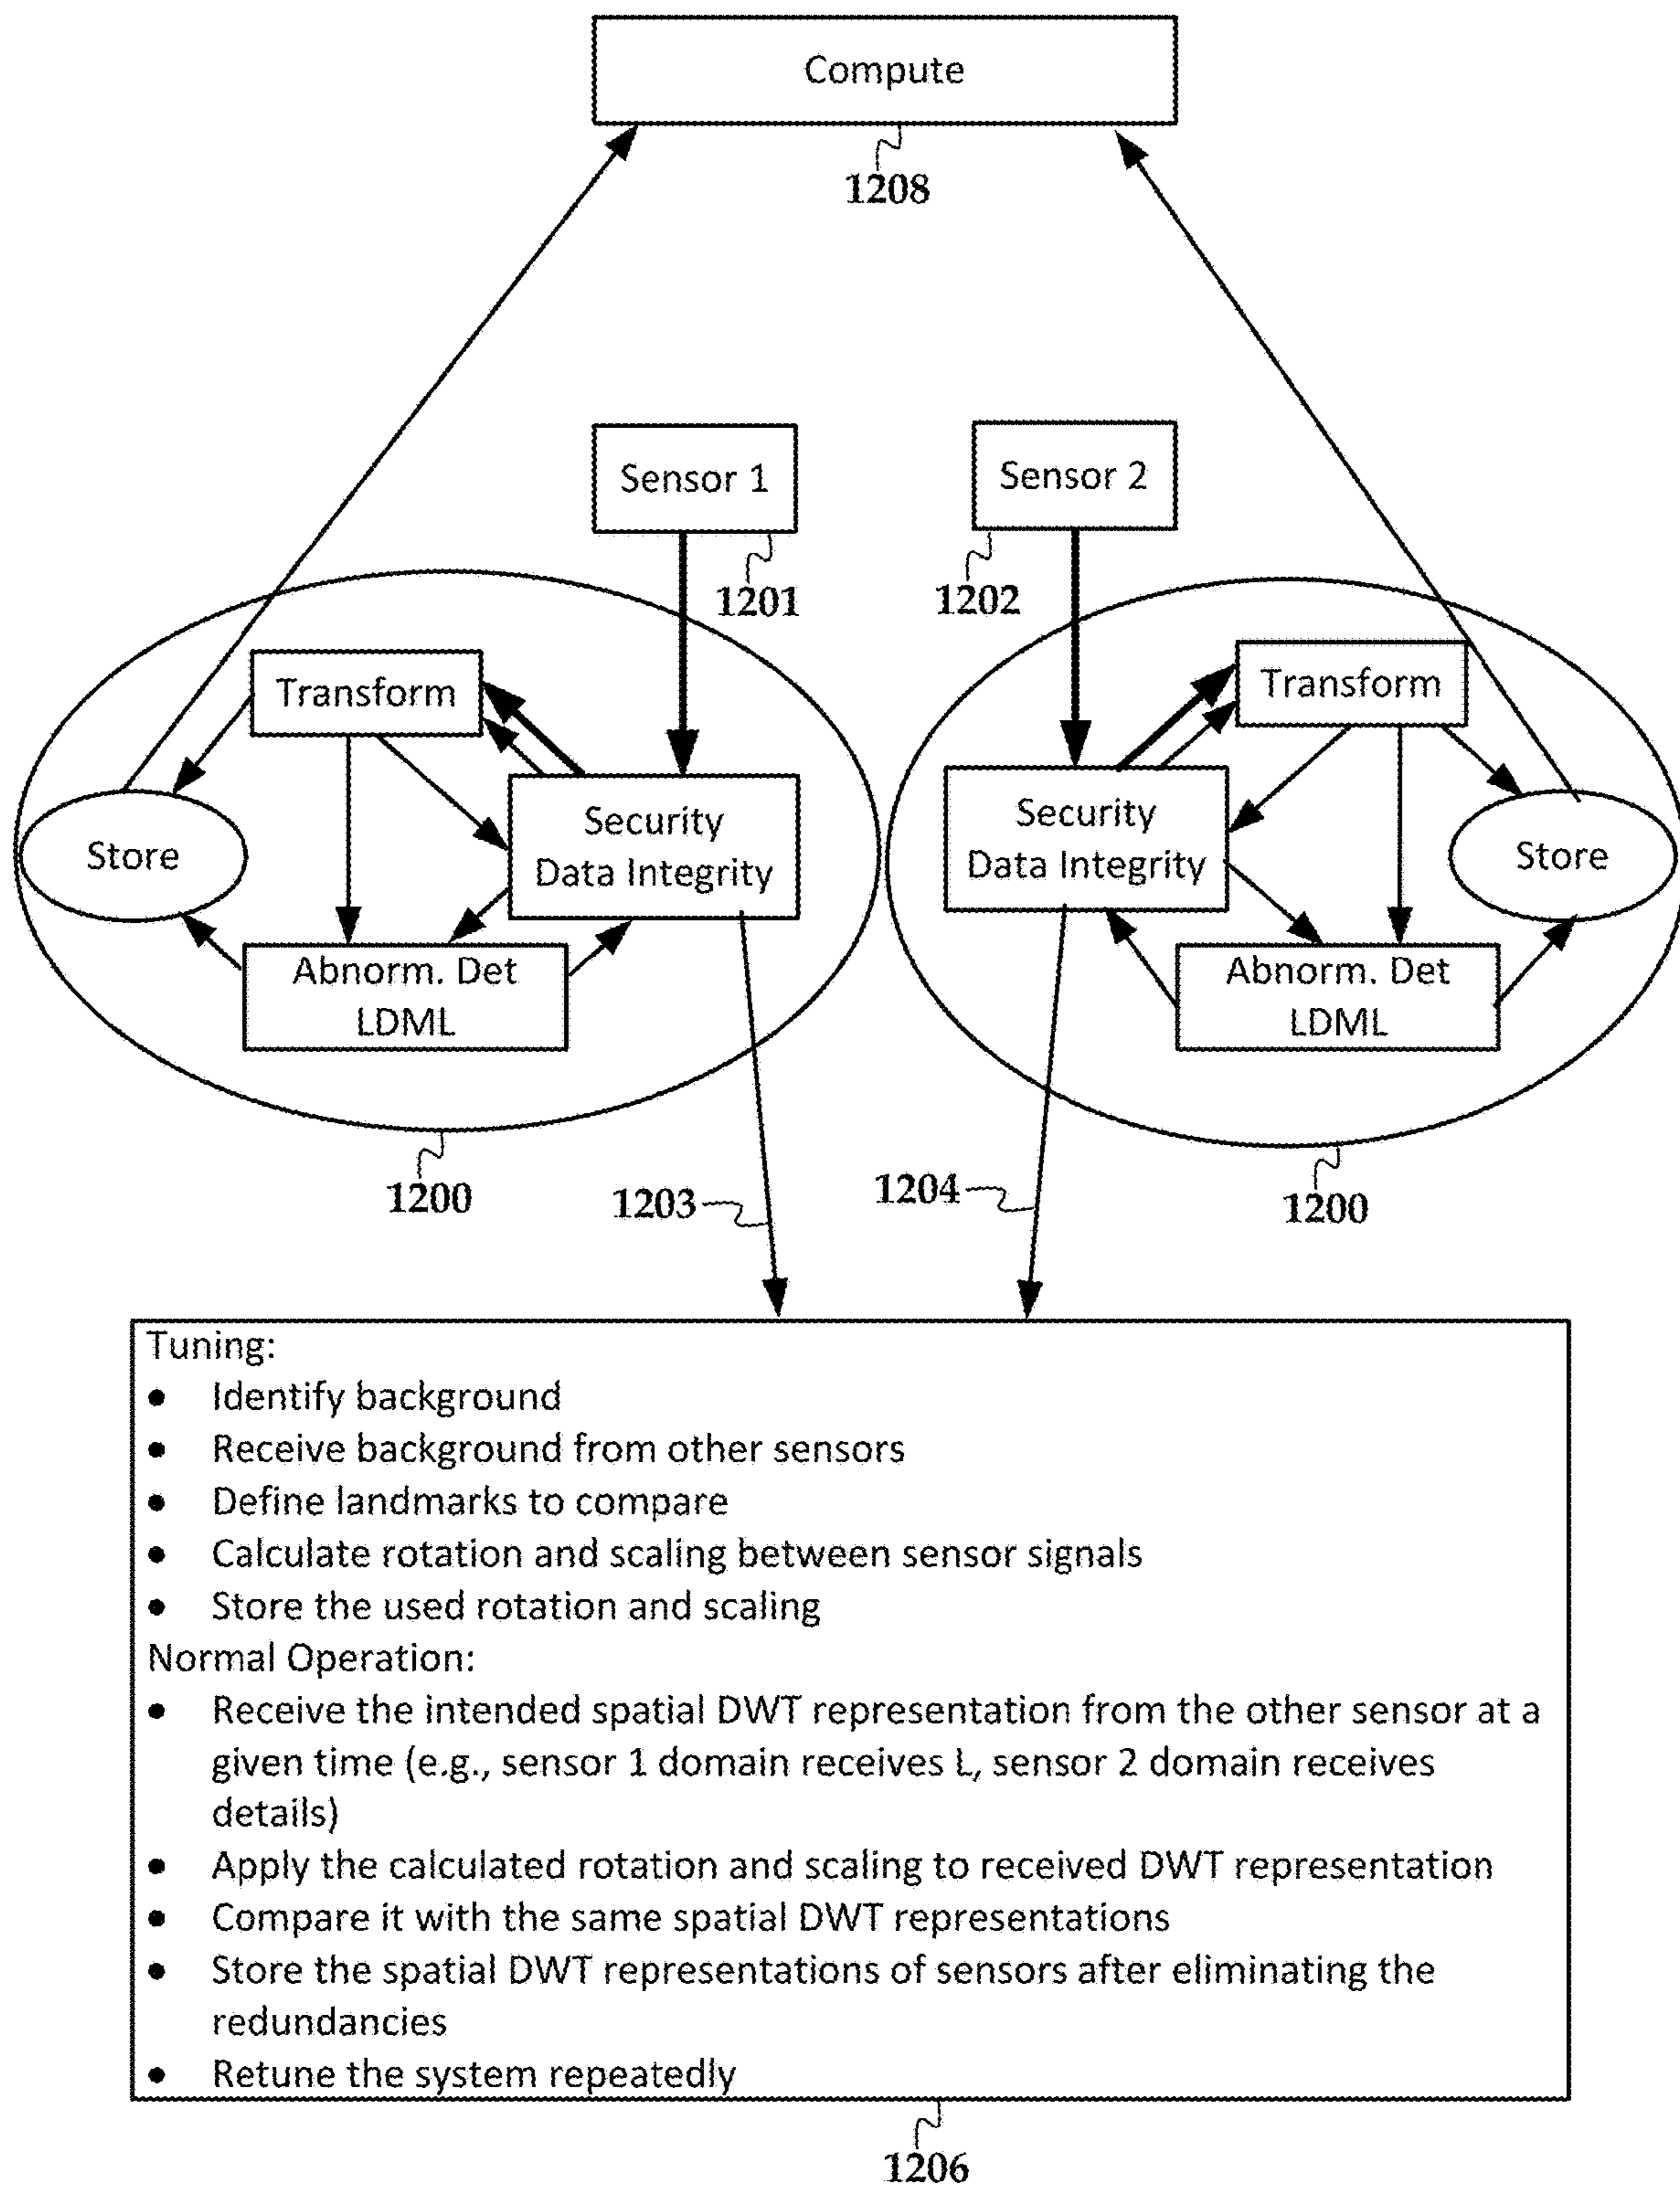 Compute
1208
Sensor 1
Sensor 2
1201
1202
Transform
Transform
Security
Data Integrity
Security
Data Integrity
Store
Store
Abnorm. Det
LDML
Abnorm. Det
LDML
1200
1203
1204
1200
Tuning:
• Identify background
• Receive background from other sensors
• Define landmarks to compare
• Calculate rotation and scaling between sensor signals
• Store the used rotation and scaling
Normal Operation:
• Receive the intended spatial DWT representation from the other sensor at a
given time (e.g., sensor 1 domain receives L, sensor 2 domain receives
details)
• Apply the calculated rotation and scaling to received DWT representation
• Compare it with the same spatial DWT representations
• Store the spatial DWT representations of sensors after eliminating the
redundancies
• Retune the system repeatedly
1206